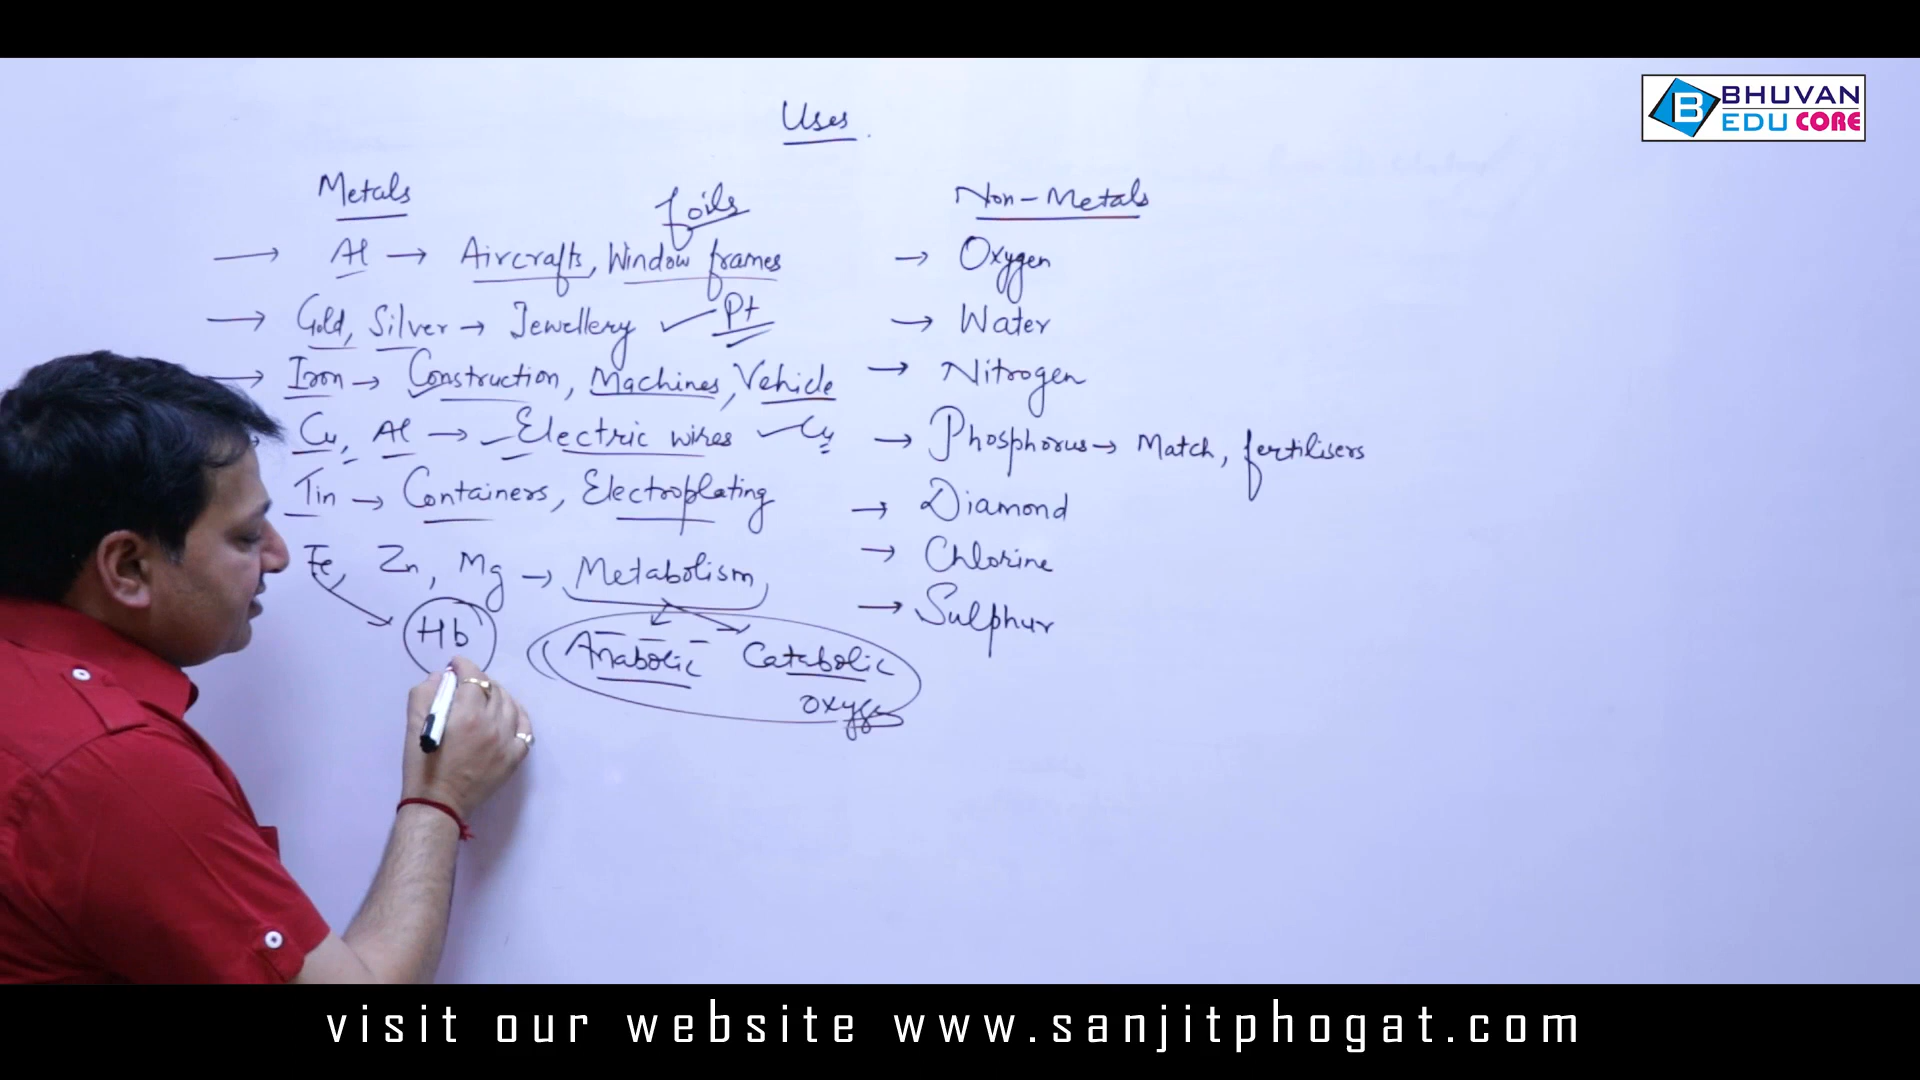 BHUVAN
EDU CORE
Uses
Metals
foils
Non-Metals
→ Al → Aircrafts, Window frames
→ Oxygen
→ Gold, Silver → Jewellery ✓ Pt
→ Water
→ Iron → Construction, Machines, Vehicle
→ Nitrogen
Cu, Al → Electric wires ✓ Cu
→ Phosphorus → Match, fertilisers
Tin → Containers, Electroplating
→ Diamond
Fe, Zn, Mg → Metabolism
→ Chlorine
→ Sulphur
Hb
Anabolic Catabolic
oxygen
visit our website www.sanjitphogat.com